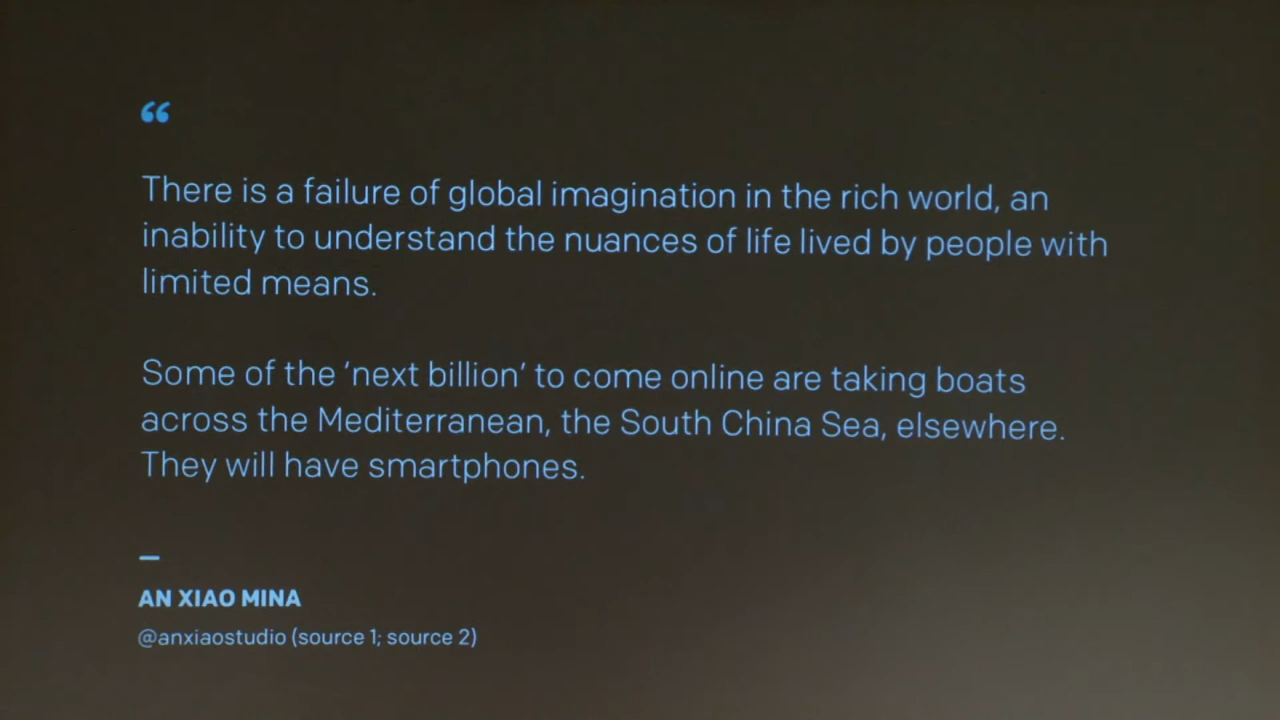 “
There is a failure of global imagination in the rich world, an
inability to understand the nuances of life lived by people with
limited means.
Some of the ‘next billion’ to come online are taking boats
across the Mediterranean, the South China Sea, elsewhere.
They will have smartphones.
—
AN XIAO MINA
@anxiaostudio (source 1; source 2)